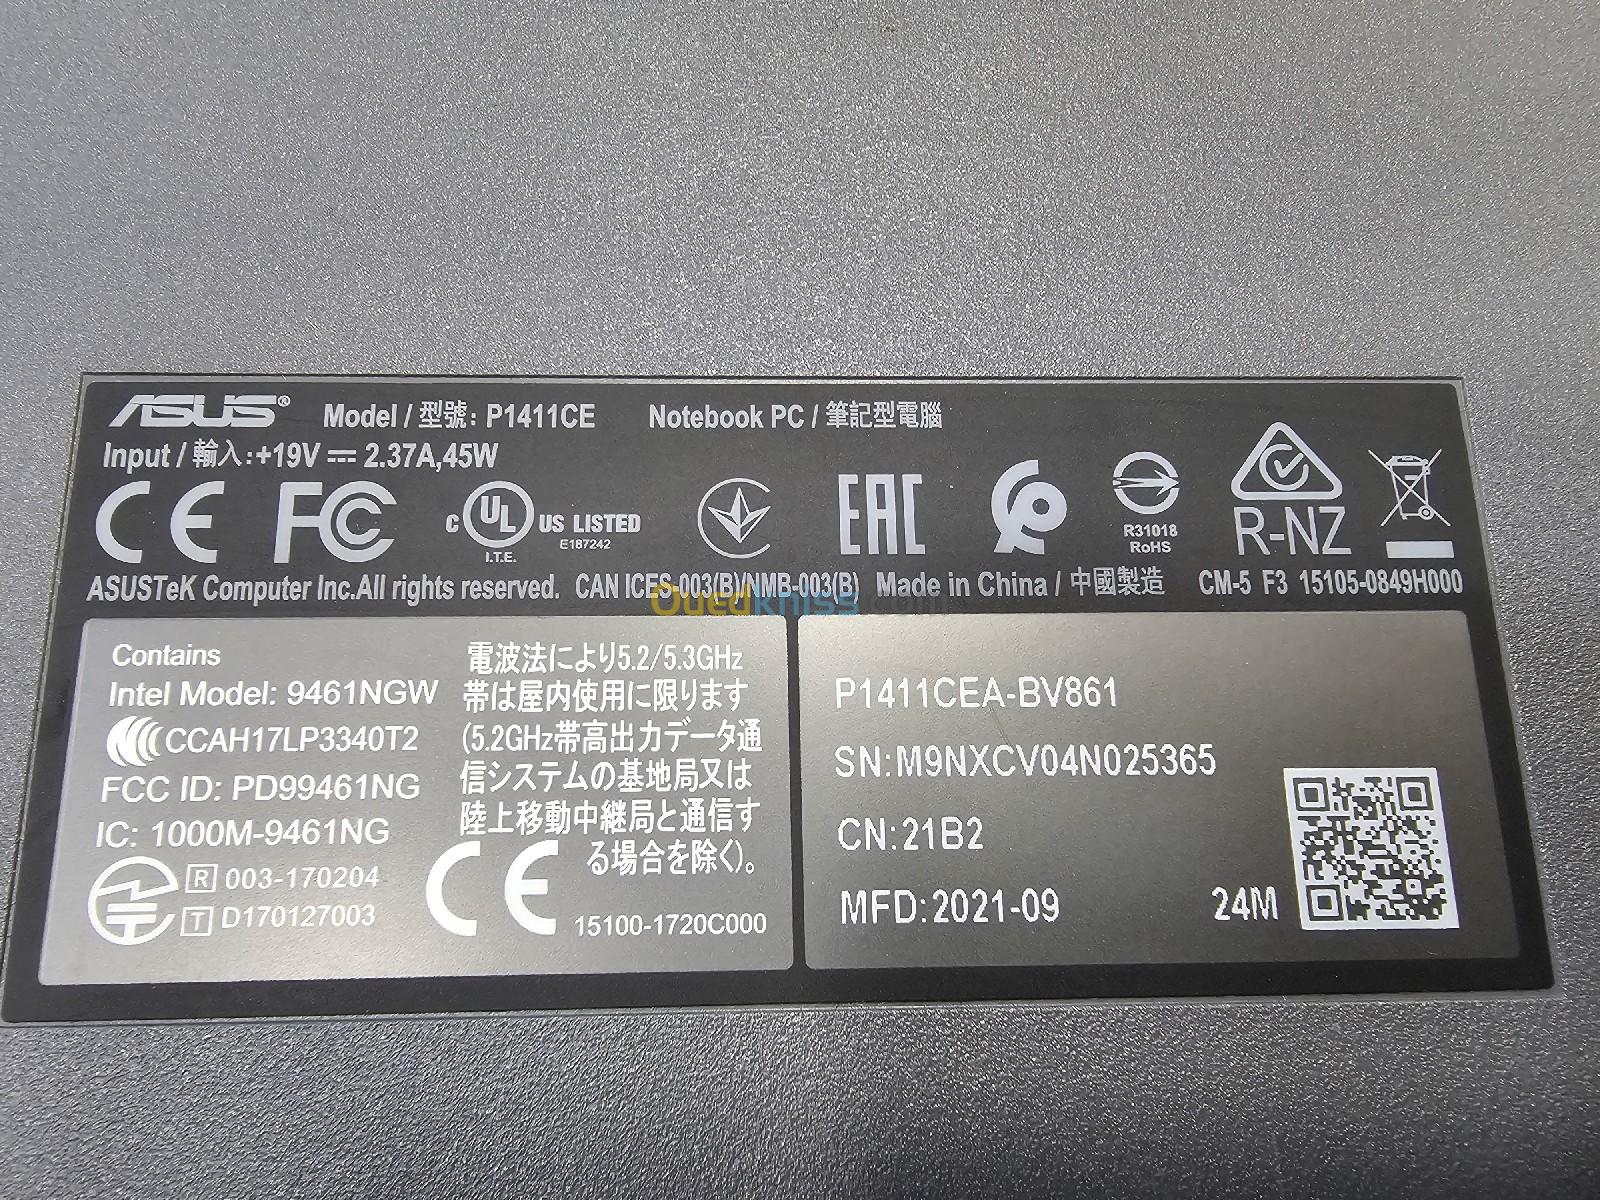 ASUS® Model / 型號: P1411CE Notebook PC / 筆記型電腦
Input / 輸入:+19V ⎓ 2.37A,45W
CE FC C UL US LISTED I.T.E. E187242 EAC R31018 RoHS R-NZ
ASUSTeK Computer Inc.All rights reserved. CAN ICES-003(B)/NMB-003(B) Made in China / 中國製造 CM-5 F3 15105-0849H000
Ouedkniss.com
Contains
Intel Model: 9461NGW
CCAH17LP3340T2
FCC ID: PD99461NG
IC: 1000M-9461NG
R 003-170204
T D170127003
電波法により5.2/5.3GHz
帯は屋内使用に限ります
(5.2GHz帯高出力データ通
信システムの基地局又は
陸上移動中継局と通信す
る場合を除く)。
CE 15100-1720C000
P1411CEA-BV861
SN:M9NXCV04N025365
CN:21B2
MFD:2021-09 24M